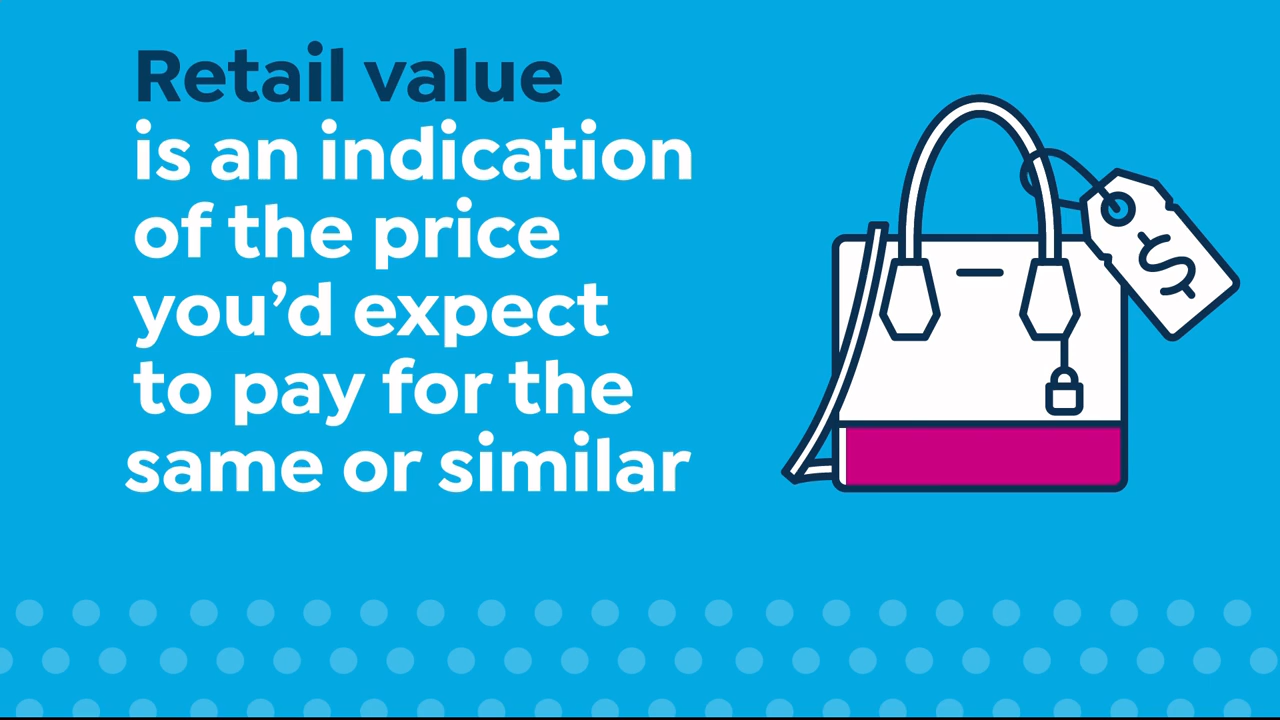 Retail value
is an indication
of the price
you’d expect
to pay for the
same or similar
$